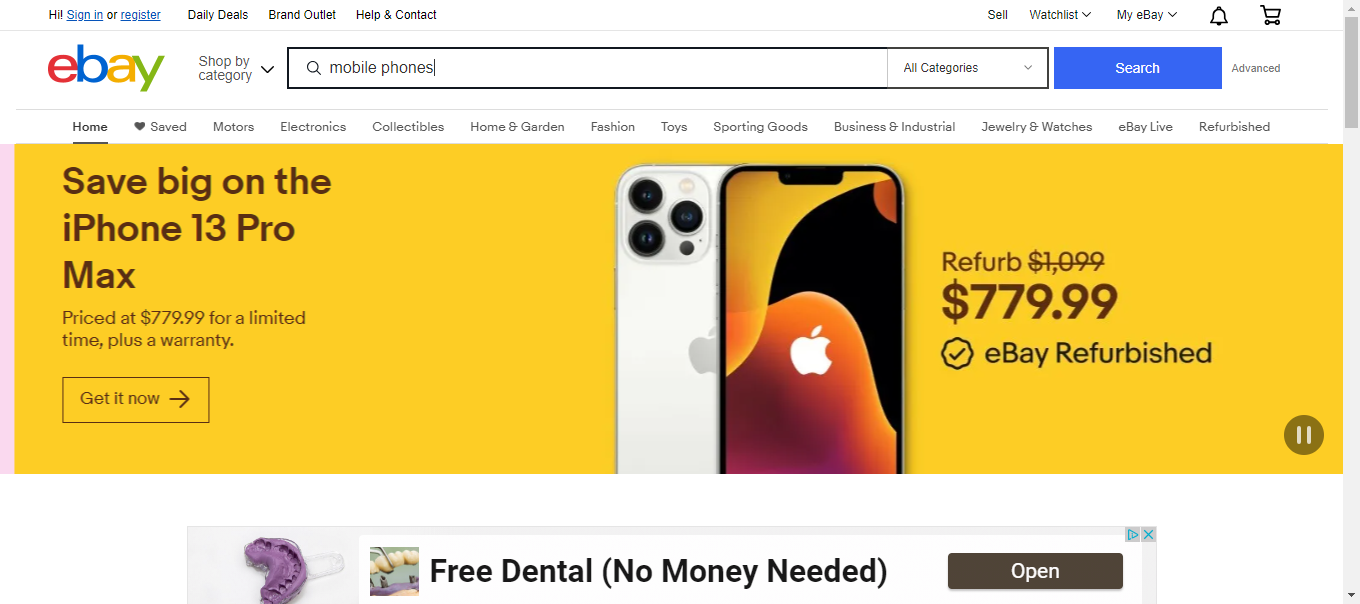 Hi! Sign in or register Daily Deals Brand Outlet Help & Contact Sell Watchlist My eBay
ebay Shop by category mobile phones All Categories Search Advanced
Home Saved Motors Electronics Collectibles Home & Garden Fashion Toys Sporting Goods Business & Industrial Jewelry & Watches eBay Live Refurbished
Save big on the
iPhone 13 Pro
Max
Priced at $779.99 for a limited
time, plus a warranty.
Get it now
Refurb $1,099
$779.99
eBay Refurbished
Free Dental (No Money Needed)
Open